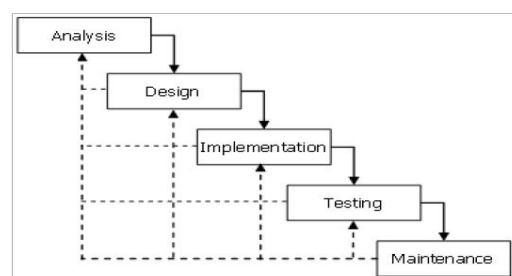 Analysis
Design
Implementation
Testing
Maintenance